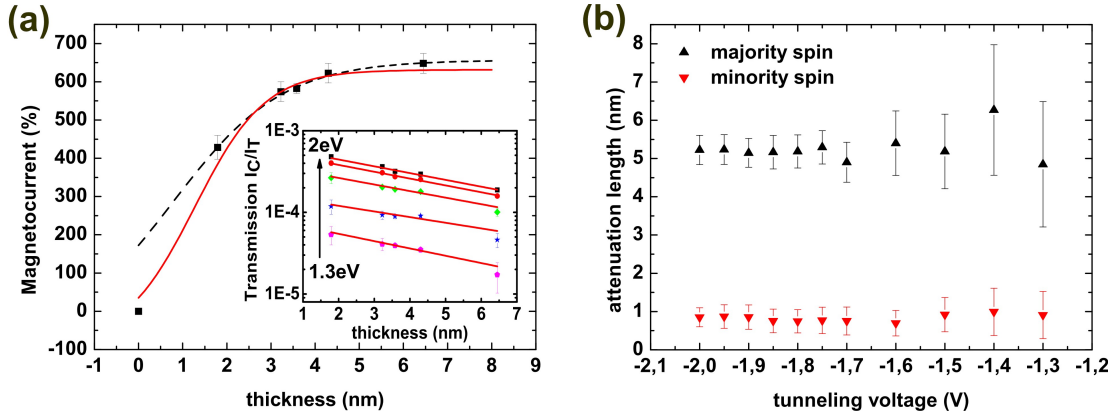 (a)
700
600
500
400
300
200
100
0
-100
Magnetocurrent (%)
-1 0 1 2 3 4 5 6 7 8 9
thickness (nm)
1E-3
1E-4
1E-5
Transmission IC/IT
2eV
1.3eV
1 2 3 4 5 6 7
thickness (nm)
(b)
majority spin
minority spin
8
7
6
5
4
3
2
1
0
attenuation length (nm)
-2,1 -2,0 -1,9 -1,8 -1,7 -1,6 -1,5 -1,4 -1,3 -1,2
tunneling voltage (V)